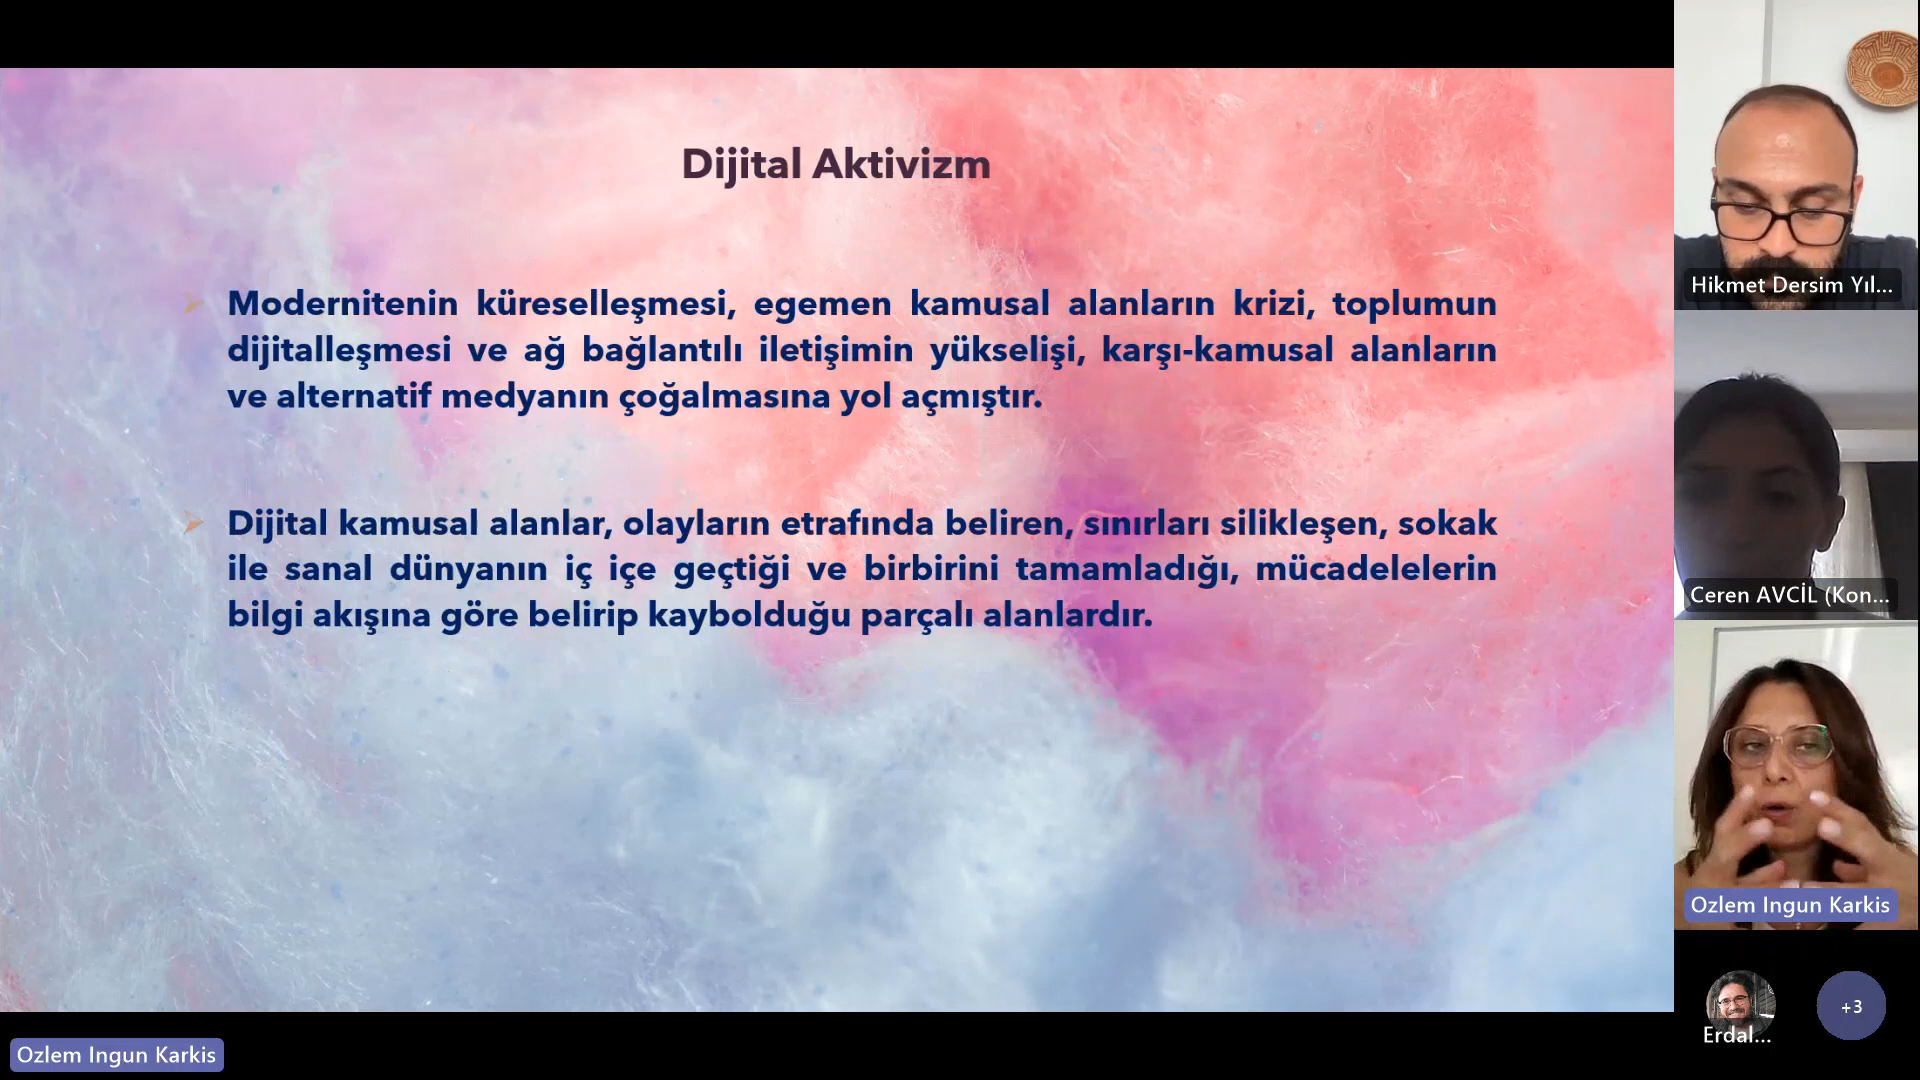 Dijital Aktivizm
Modernitenin küreselleşmesi, egemen kamusal alanların krizi, toplumun
dijitalleşmesi ve ağ bağlantılı iletişimin yükselişi, karşı-kamusal alanların
ve alternatif medyanın çoğalmasına yol açmıştır.
Dijital kamusal alanlar, olayların etrafında beliren, sınırları silikleşen, sokak
ile sanal dünyanın iç içe geçtiği ve birbirini tamamladığı, mücadelelerin
bilgi akışına göre belirip kaybolduğu parçalı alanlardır.
Hikmet Dersim Yıl...
Ceren AVCİL (Kon...
Ozlem Ingun Karkis
Erdal...
+3
Ozlem Ingun Karkis